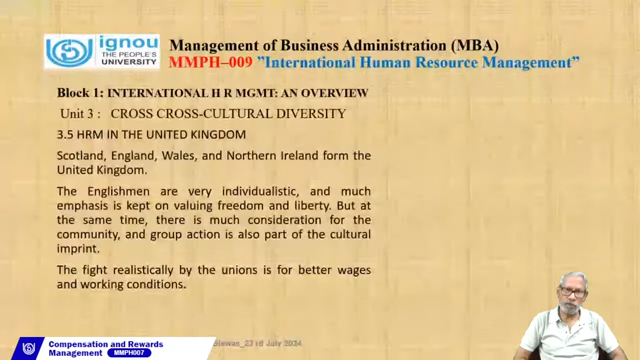 ignou
THE PEOPLE'S
UNIVERSITY
Management of Business Administration (MBA)
MMPH–009 ”International Human Resource Management”
Block 1: INTERNATIONAL H R MGMT: AN OVERVIEW
Unit 3 : CROSS CROSS-CULTURAL DIVERSITY
3.5 HRM IN THE UNITED KINGDOM
Scotland, England, Wales, and Northern Ireland form the
United Kingdom.
The Englishmen are very individualistic, and much
emphasis is kept on valuing freedom and liberty. But at
the same time, there is much consideration for the
community, and group action is also part of the cultural
imprint.
The fight realistically by the unions is for better wages
and working conditions.
Compensation and Rewards
Management MMPH007
July 2024